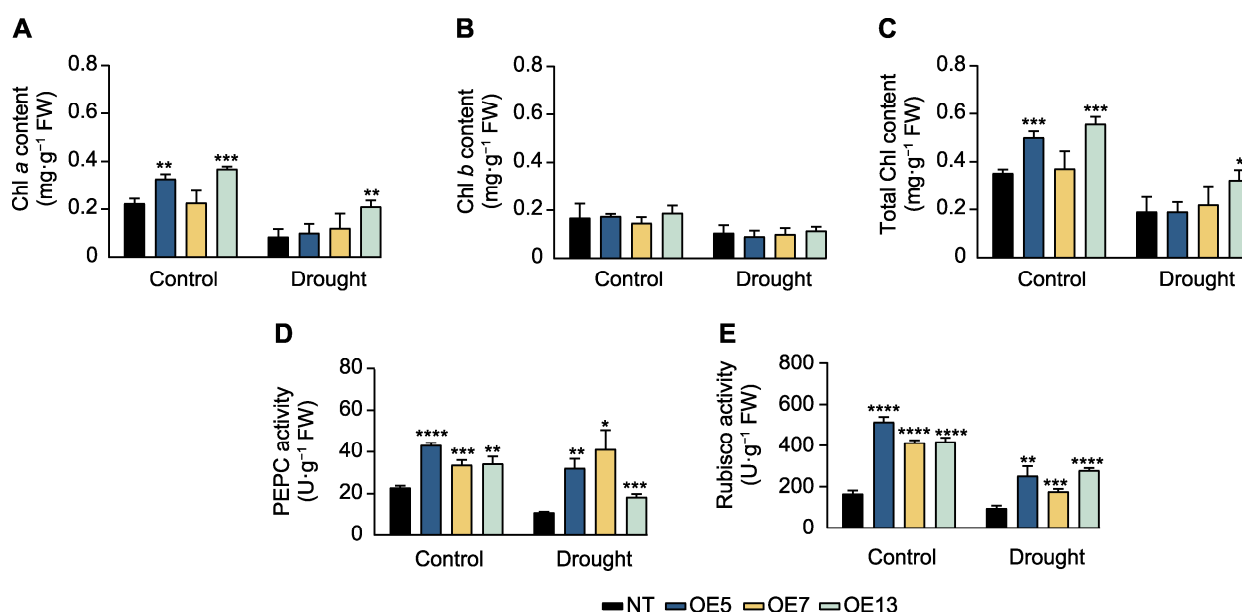 A
Chl a content
(mg·g⁻¹ FW)
0.8
0.6
0.4
0.2
0
**
***
**
Control
Drought
B
Chl b content
(mg·g⁻¹ FW)
0.8
0.6
0.4
0.2
0
Control
Drought
C
Total Chl content
(mg·g⁻¹ FW)
0.8
0.6
0.4
0.2
0
***
***
*
Control
Drought
D
PEPC activity
(U·g⁻¹ FW)
80
60
40
20
0
****
***
**
**
*
***
Control
Drought
E
Rubisco activity
(U·g⁻¹ FW)
800
600
400
200
0
****
****
****
**
***
****
Control
Drought
NT OE5 OE7 OE13